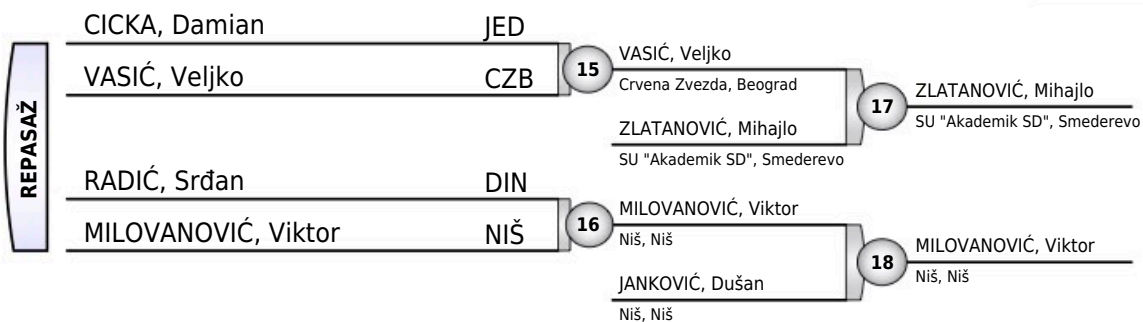 REPASAŽ
CICKA, Damian JED
VASIĆ, Veljko CZB
RADIĆ, Srđan DIN
MILOVANOVIĆ, Viktor NIŠ
15
VASIĆ, Veljko
Crvena Zvezda, Beograd
ZLATANOVIĆ, Mihajlo
SU "Akademik SD", Smederevo
16
MILOVANOVIĆ, Viktor
Niš, Niš
JANKOVIĆ, Dušan
Niš, Niš
17
ZLATANOVIĆ, Mihajlo
SU "Akademik SD", Smederevo
18
MILOVANOVIĆ, Viktor
Niš, Niš